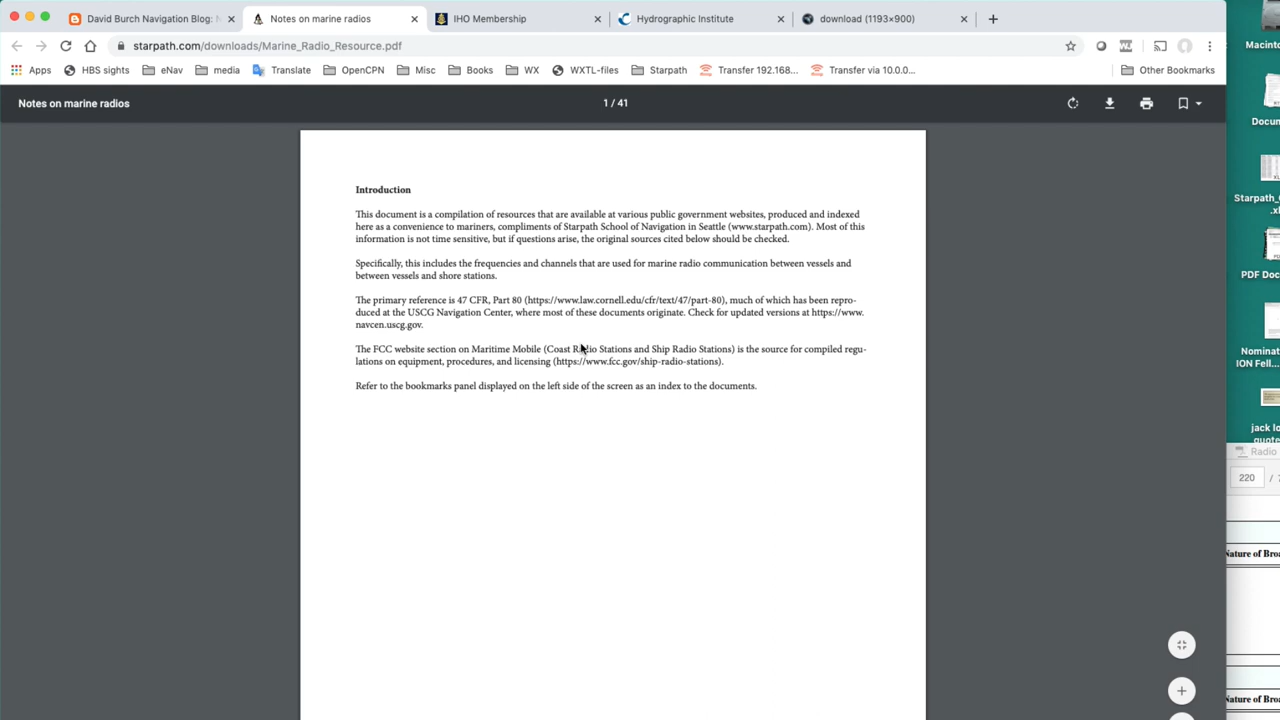 David Burch Navigation Blog: N
Notes on marine radios
IHO Membership
Hydrographic Institute
download (1193×900)
starpath.com/downloads/Marine_Radio_Resource.pdf
Apps
HBS sights
eNav
media
Translate
OpenCPN
Misc
Books
WX
WXTL-files
Starpath
Transfer 192.168...
Transfer via 10.0.0...
Other Bookmarks
Notes on marine radios
1 / 41
Introduction
This document is a compilation of resources that are available at various public government websites, produced and indexed
here as a convenience to mariners, compliments of Starpath School of Navigation in Seattle (www.starpath.com). Most of this
information is not time sensitive, but if questions arise, the original sources cited below should be checked.
Specifically, this includes the frequencies and channels that are used for marine radio communication between vessels and
between vessels and shore stations.
The primary reference is 47 CFR, Part 80 (https://www.law.cornell.edu/cfr/text/47/part-80), much of which has been repro-
duced at the USCG Navigation Center, where most of these documents originate. Check for updated versions at https://www.
navcen.uscg.gov.
The FCC website section on Maritime Mobile (Coast Radio Stations and Ship Radio Stations) is the source for compiled regu-
lations on equipment, procedures, and licensing (https://www.fcc.gov/ship-radio-stations).
Refer to the bookmarks panel displayed on the left side of the screen as an index to the documents.
Macinto
Docum
Starpath_
.xl
PDF Doc
Nominat
ION Fell...
jack lo
quote
Radio
220 /
Nature of Broa
Nature of Broa